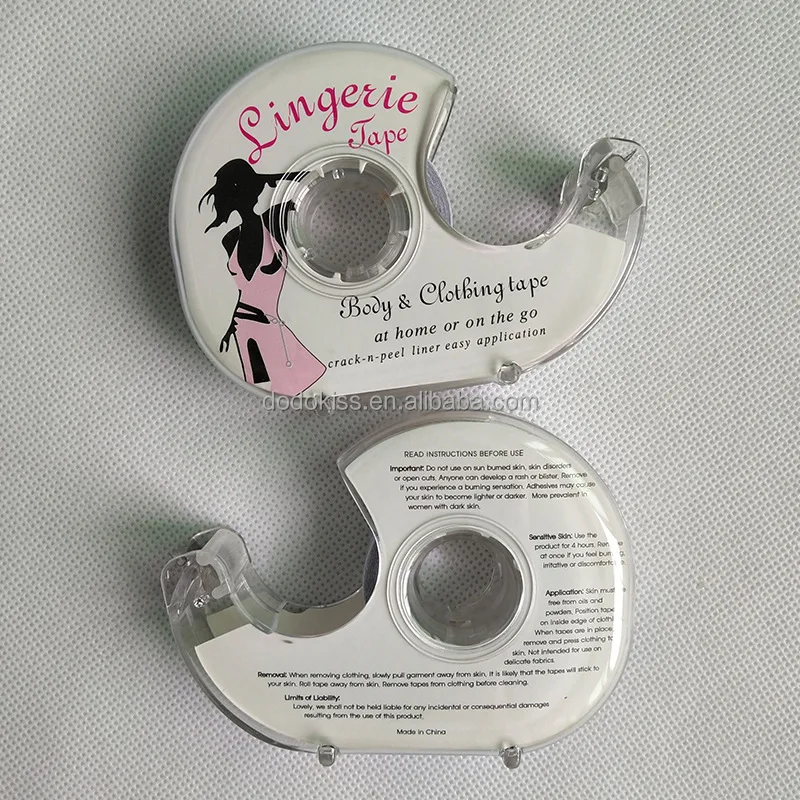 Lingerie
Tape
Body & Clothing tape
at home or on the go
crack-n-peel liner easy application
dodokiss.en.alibaba.com
READ INSTRUCTIONS BEFORE USE
Important: Do not use on sun burned skin, skin disorders
or open cuts. Anyone can develop a rash or blister. Remove
if you experience a burning sensation. Adhesives may cause
your skin to become lighter or darker. More prevalent in
women with dark skin.
Sensitive Skin: Use the
product for 4 hours. Remove
at once if you feel burning,
irritative or discomfort
Application: Skin must
free from oils and
powders. Position tape
on inside edge of clothing
When tapes are in place,
remove and press clothing to
skin. Not intended for use on
delicate fabrics.
Removal: When removing clothing, slowly pull garment away from skin. It is likely that the tapes will stick to
your skin. Roll tape away from skin. Remove tapes from clothing before cleaning.
Limits of Liability:
Lovely, we shall not be held liable for any incidental or consequential damages
resulting from the use of this product.
Made in China